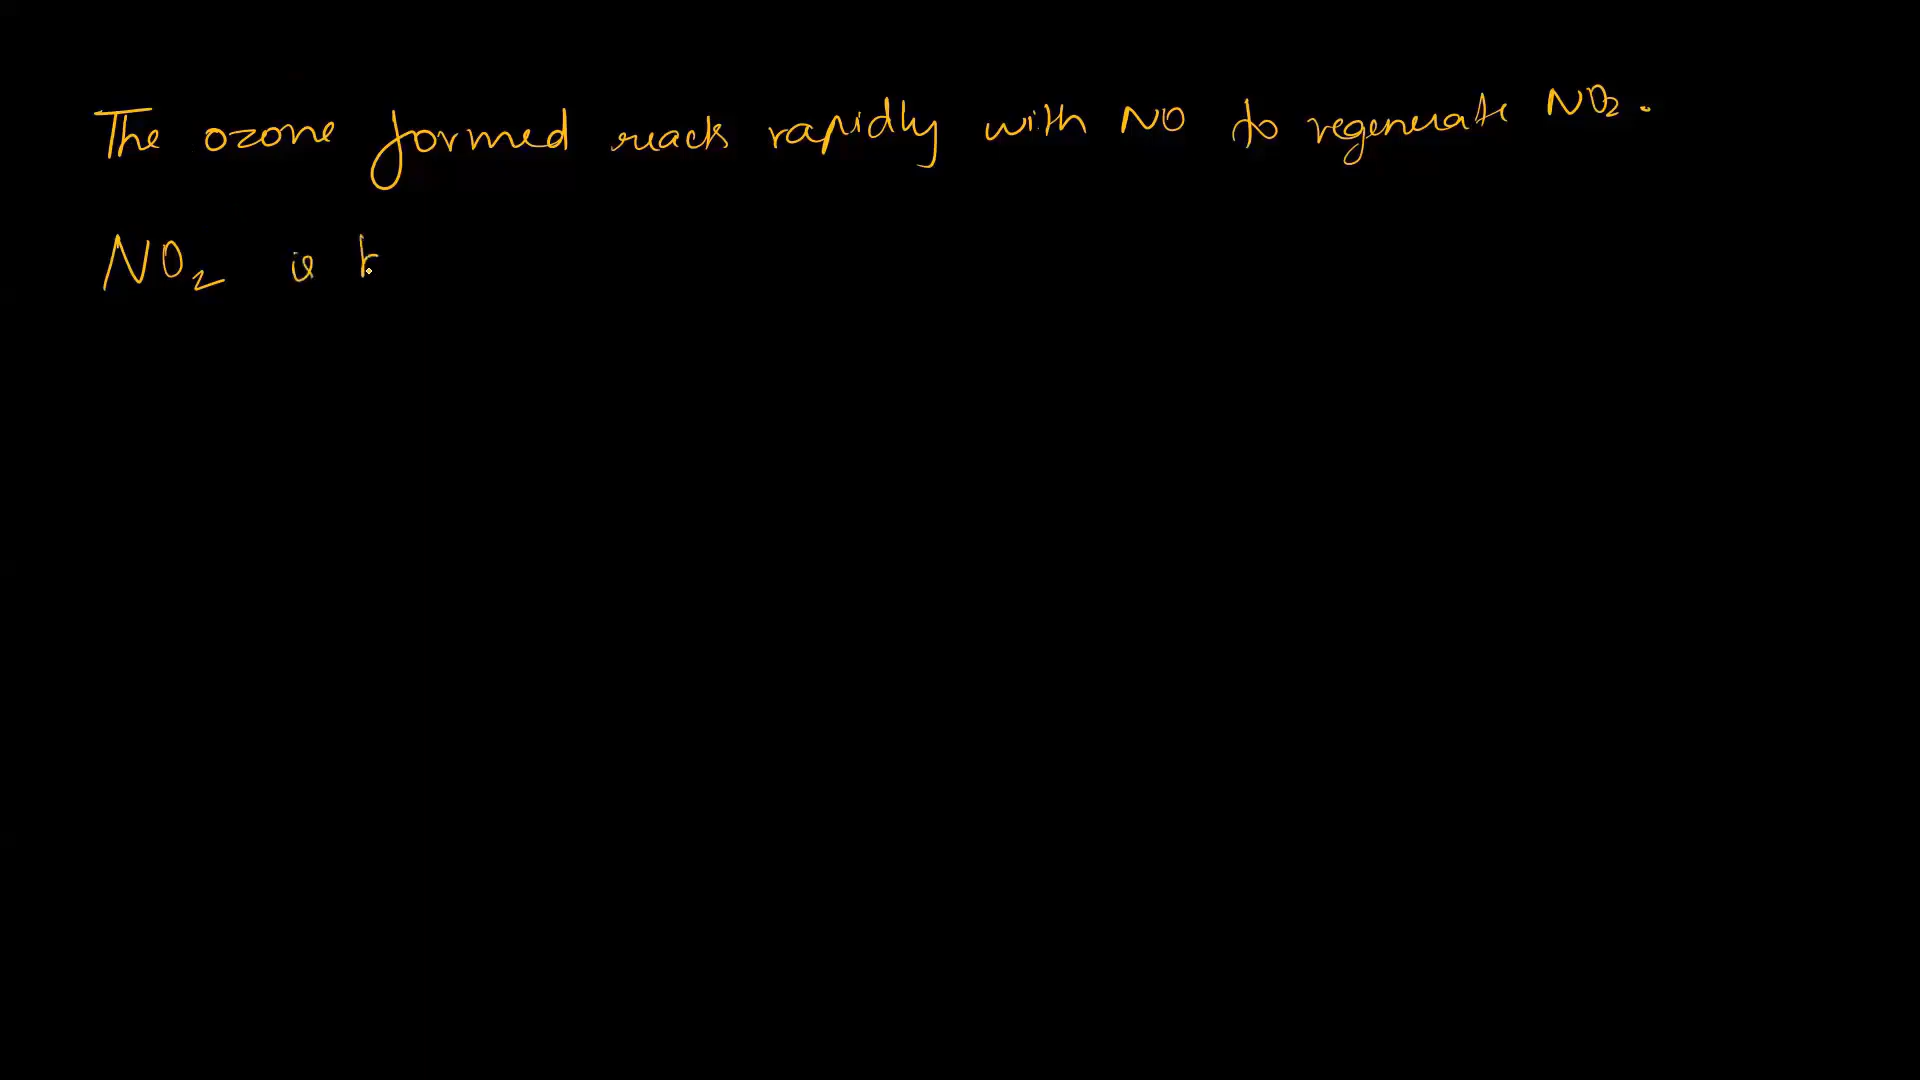 The ozone formed reacts rapidly with NO to regenerate NO₂.
NO₂ is